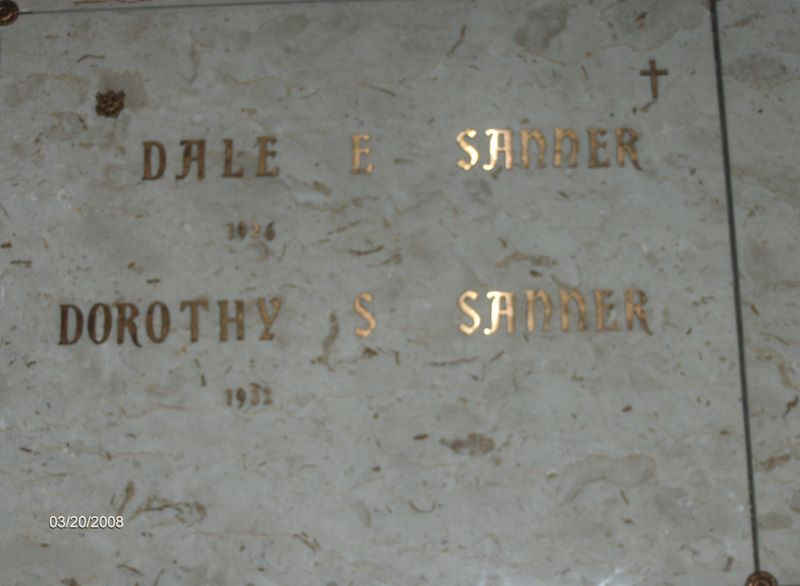 DALE E SANNER
1926
DOROTHY S SANNER
1932
03/20/2008